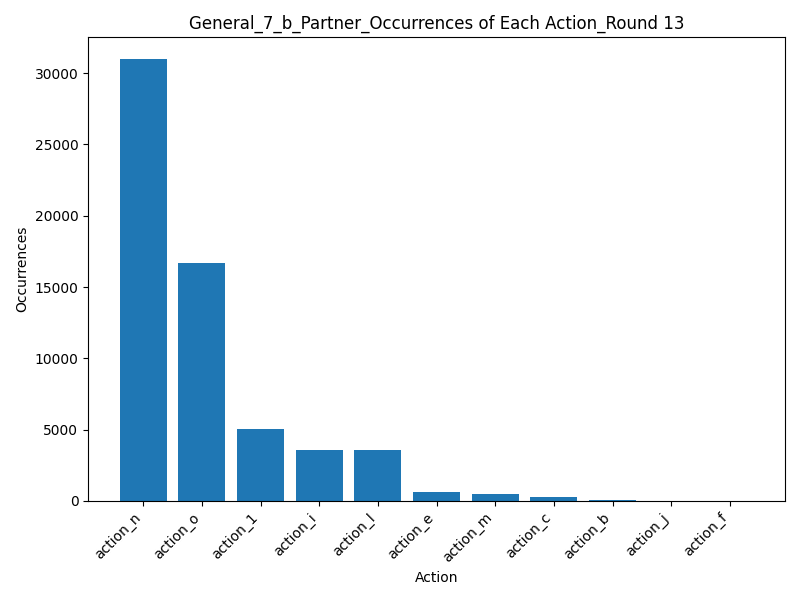 General_7_b_Partner_Occurrences of Each Action_Round 13
30000
25000
20000
15000
10000
5000
0
Occurrences
action_n
action_o
action_1
action_i
action_l
action_e
action_m
action_c
action_b
action_j
action_f
Action